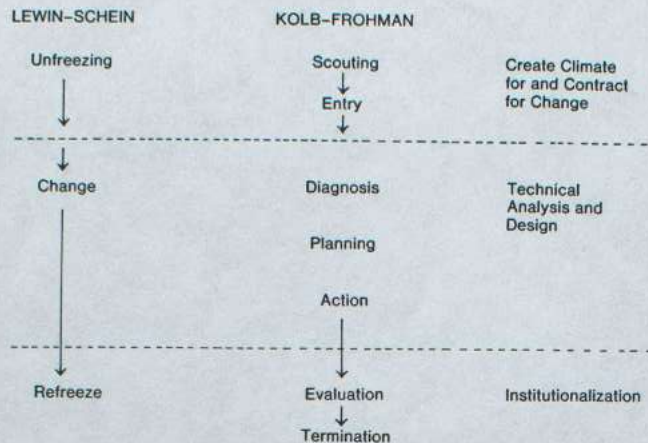 LEWIN-SCHEIN KOLB-FROHMAN
Unfreezing Scouting Create Climate
for and Contract
for Change
Entry
Change Diagnosis Technical
Analysis and
Design
Planning
Action
Refreeze Evaluation Institutionalization
Termination